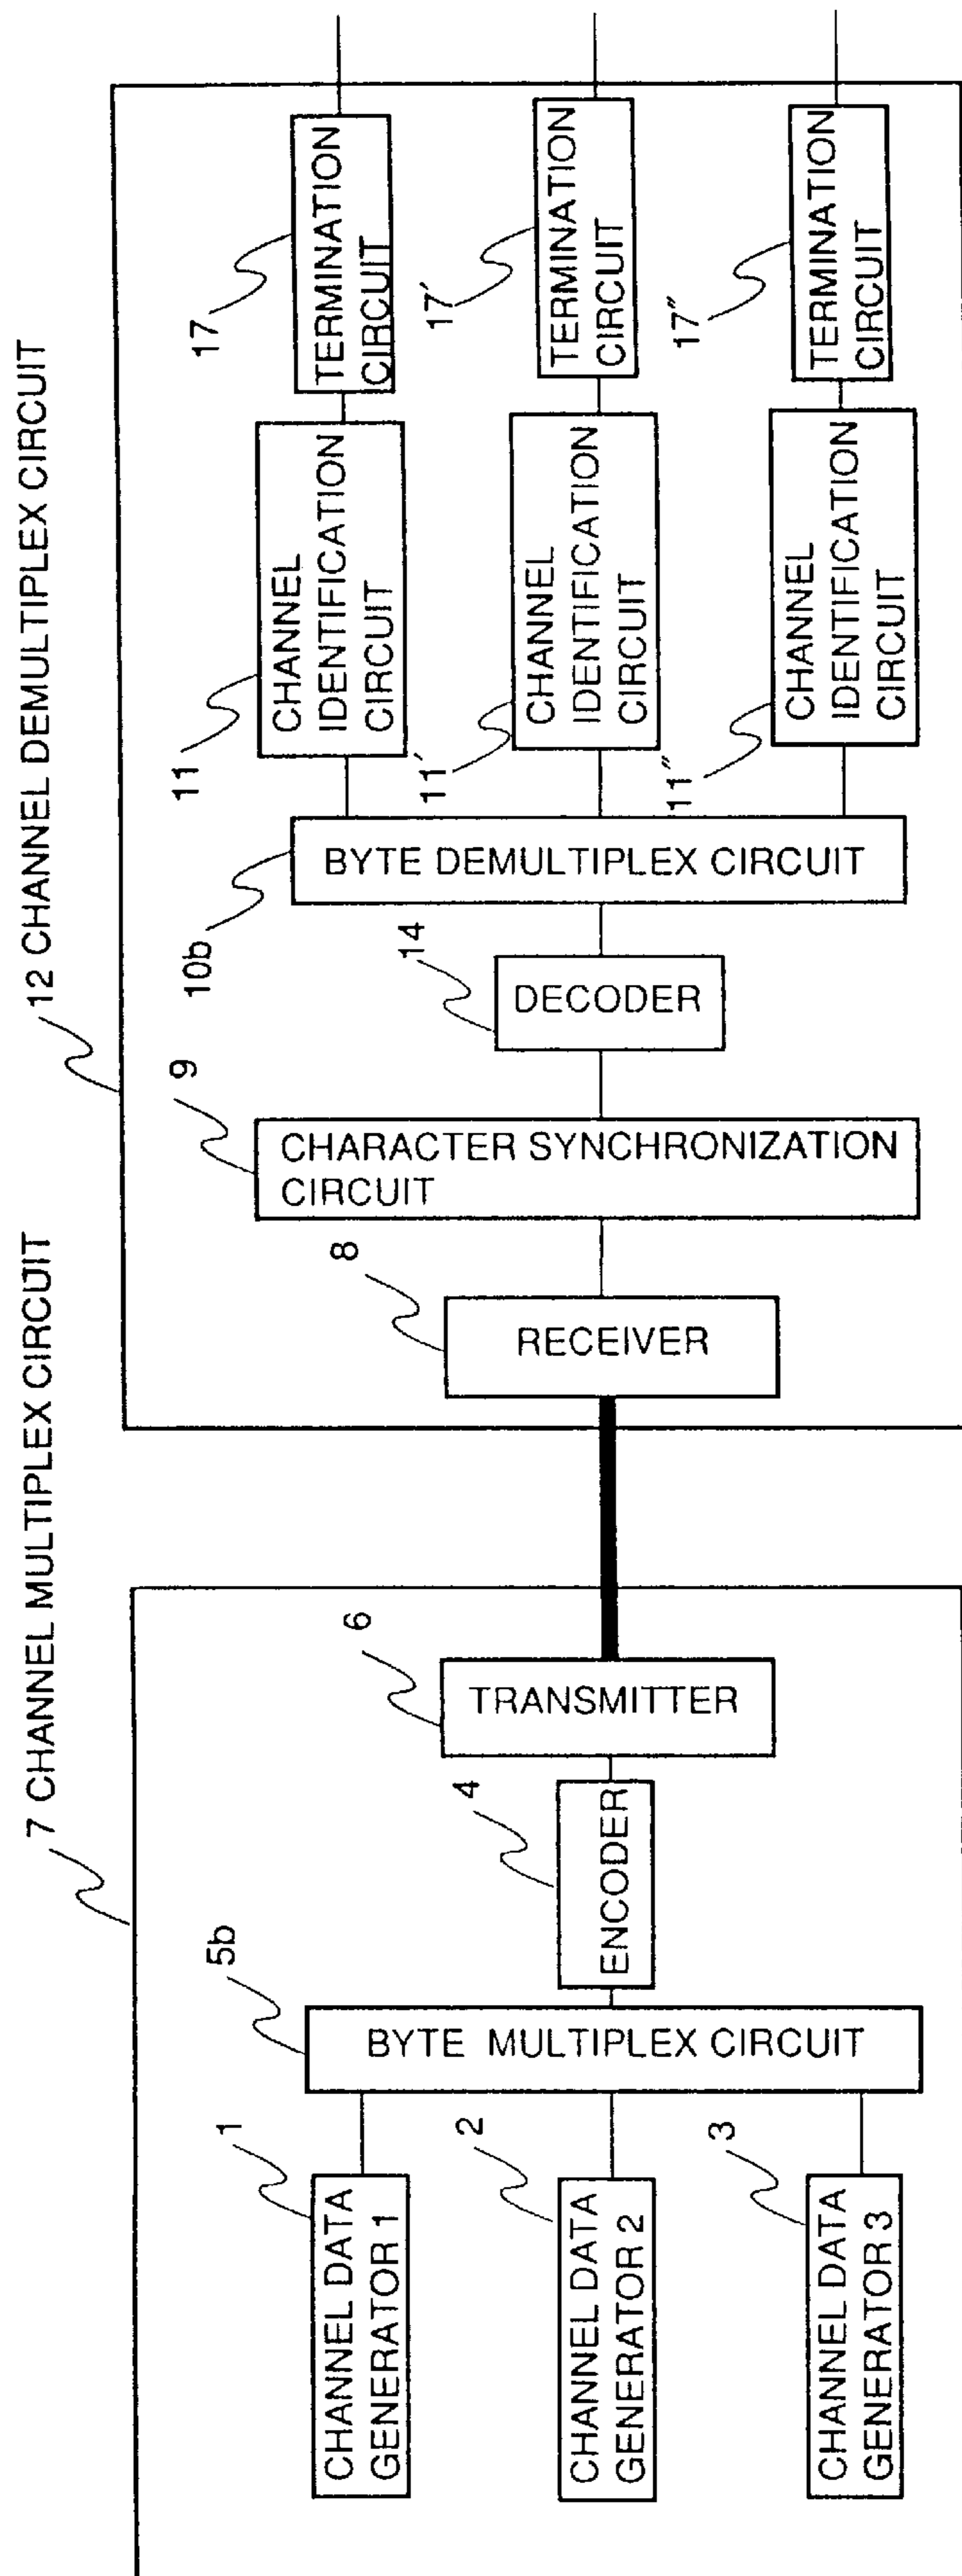 7 CHANNEL MULTIPLEX CIRCUIT
12 CHANNEL DEMULTIPLEX CIRCUIT
1
CHANNEL DATA
GENERATOR 1
2
CHANNEL DATA
GENERATOR 2
3
CHANNEL DATA
GENERATOR 3
5b
BYTE MULTIPLEX CIRCUIT
4
ENCODER
6
TRANSMITTER
8
RECEIVER
9
CHARACTER SYNCHRONIZATION
CIRCUIT
14
DECODER
10b
BYTE DEMULTIPLEX CIRCUIT
11
CHANNEL
IDENTIFICATION
CIRCUIT
11′
CHANNEL
IDENTIFICATION
CIRCUIT
11″
CHANNEL
IDENTIFICATION
CIRCUIT
17
TERMINATION
CIRCUIT
17′
TERMINATION
CIRCUIT
17″
TERMINATION
CIRCUIT